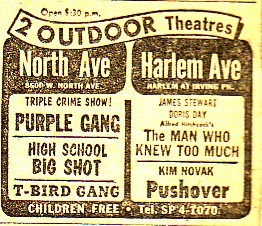 Open 5:30 p.m.
2 OUTDOOR Theatres
North Ave
8600 W. NORTH AVE.
TRIPLE CRIME SHOW!
PURPLE GANG
HIGH SCHOOL
BIG SHOT
T-BIRD GANG
Harlem Ave
HARLEM AT IRVING PK.
JAMES STEWART
DORIS DAY
Alfred Hitchcock's
The MAN WHO
KNEW TOO MUCH
KIM NOVAK
Pushover
CHILDREN FREE • Tel. SP 4-7070